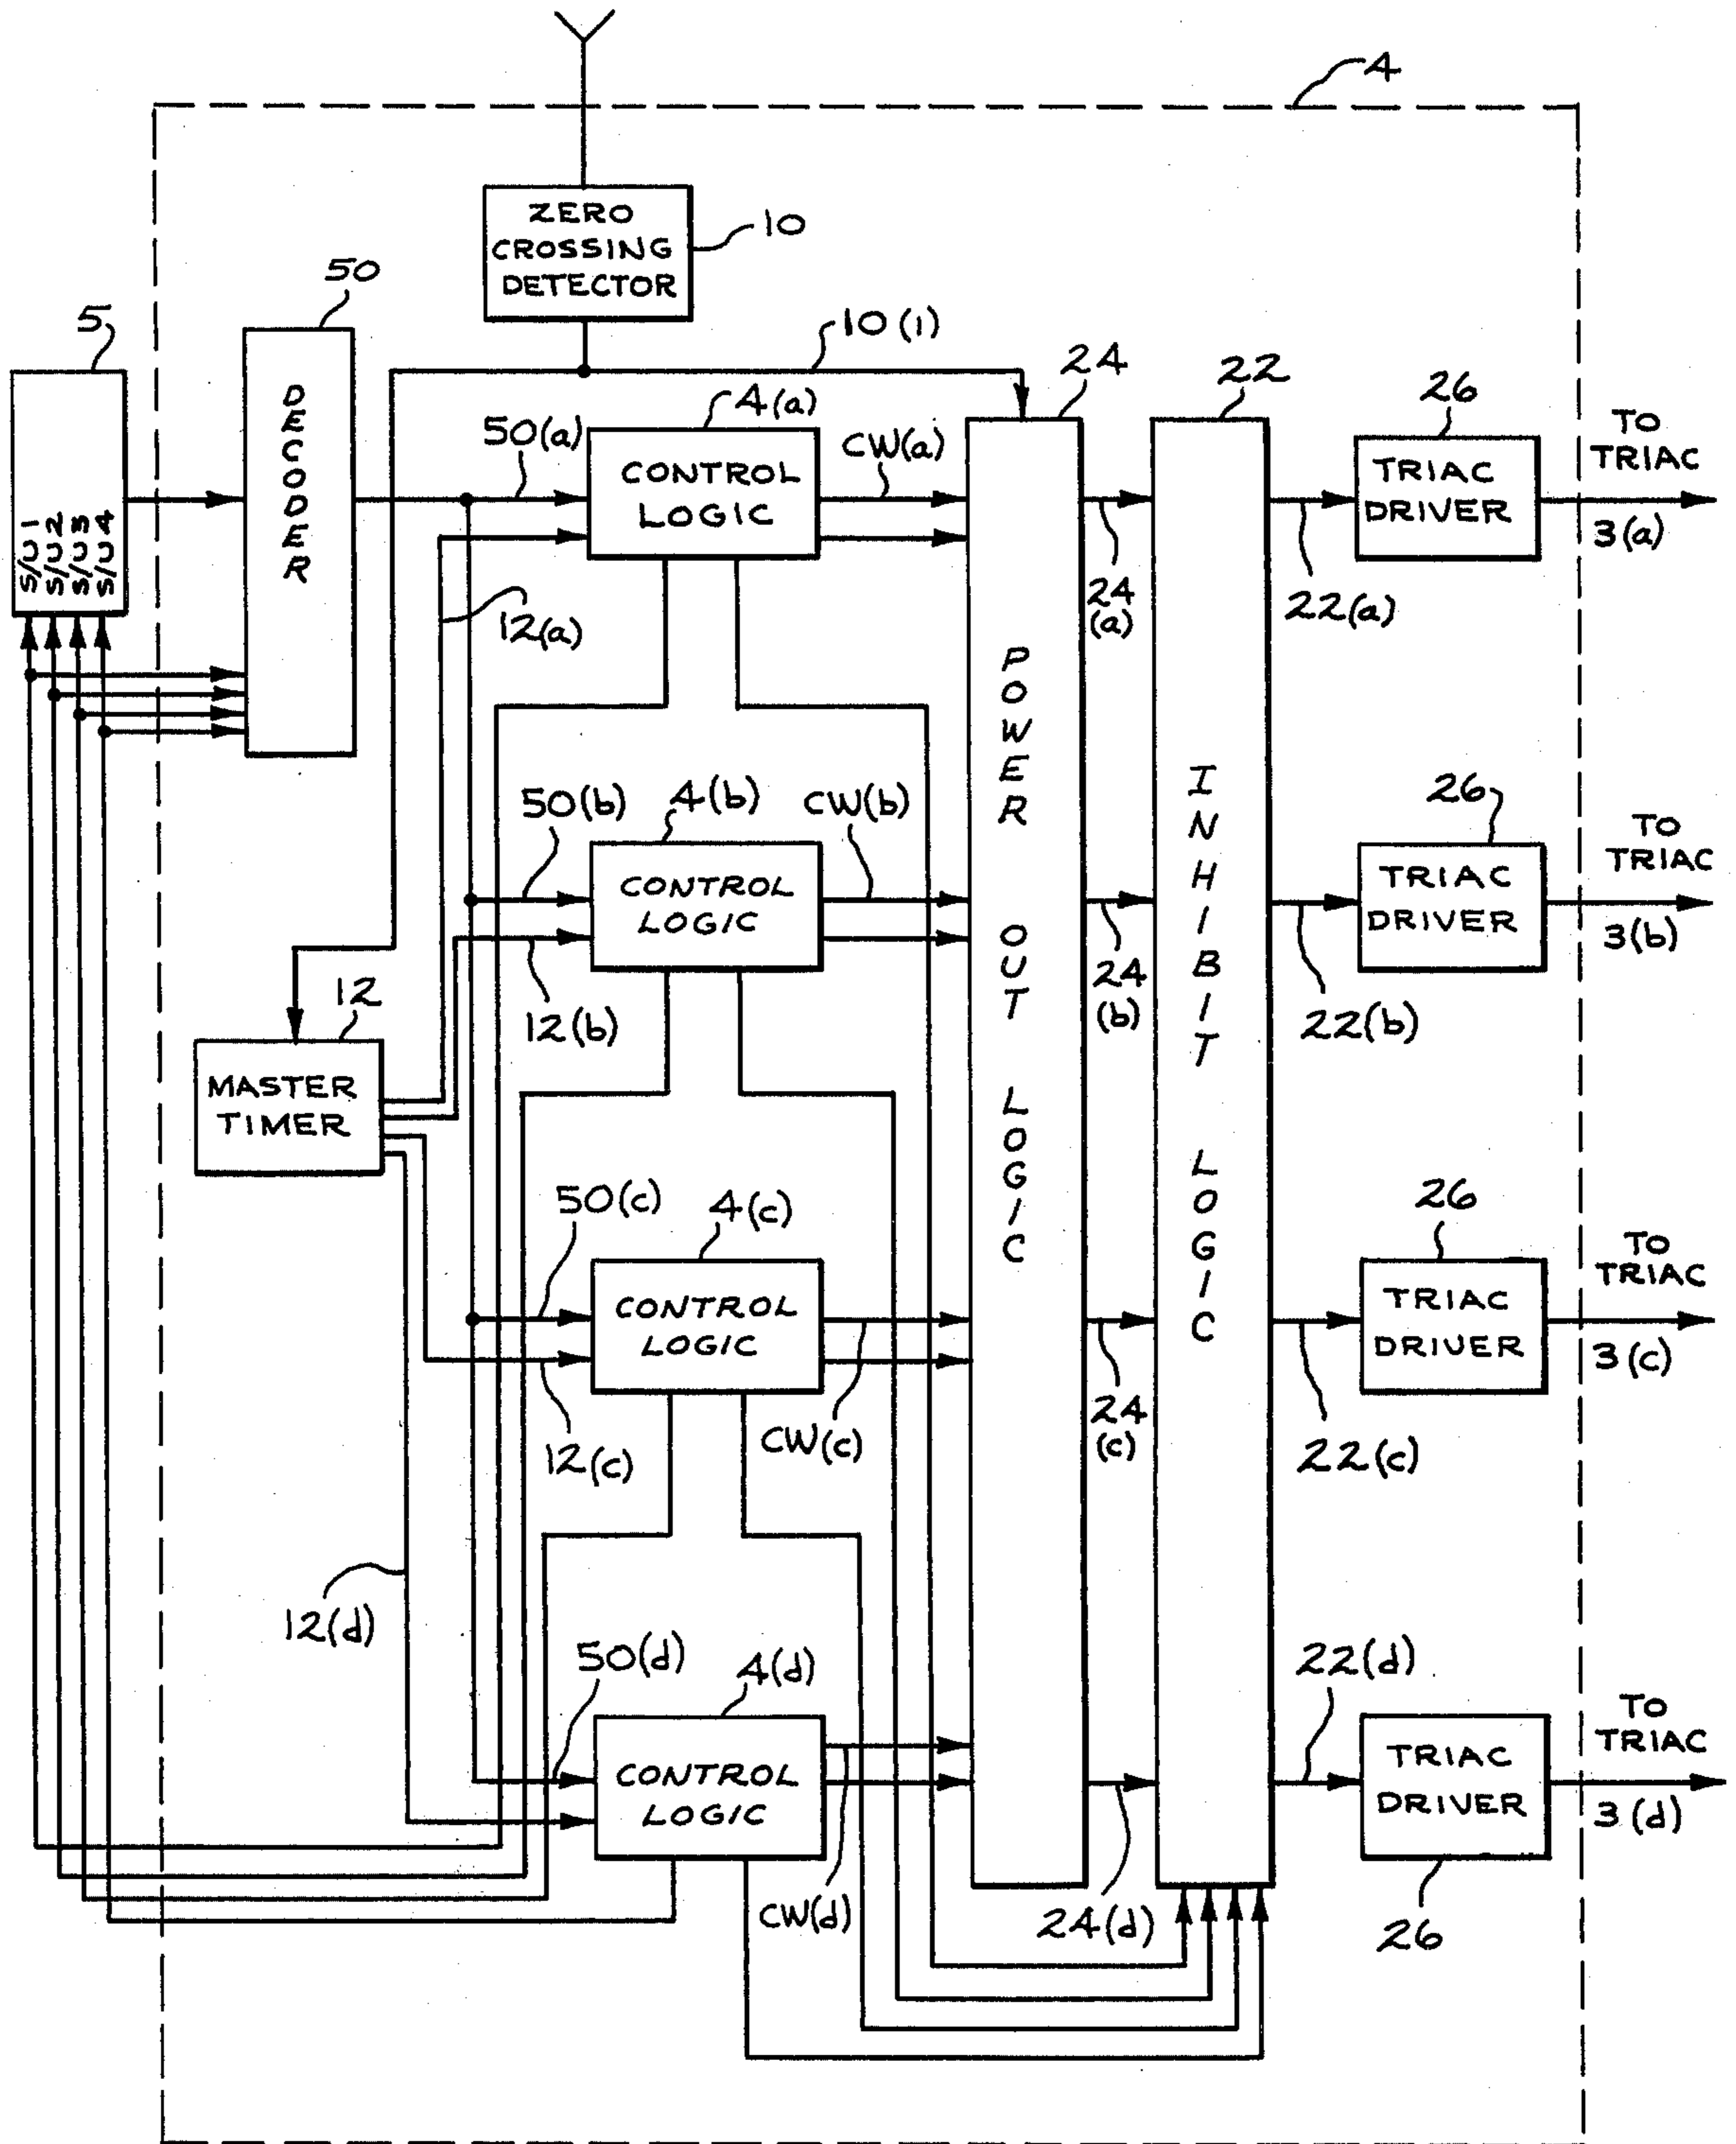 4
ZERO
CROSSING
DETECTOR
10
50
5
10(1)
24
22
DECODER
4(a)
26
TO
TRIAC
50(a)
CW(a)
CONTROL
LOGIC
TRIAC
DRIVER
3(a)
S/U 1
S/U 2
S/U 3
S/U 4
24
(a)
22(a)
12(a)
POWER OUT LOGIC
INHIBIT LOGIC
50(b)
4(b)
CW(b)
26
TO
TRIAC
CONTROL
LOGIC
TRIAC
DRIVER
3(b)
24
(b)
12
12(b)
22(b)
MASTER
TIMER
50(c)
4(c)
26
TO
TRIAC
CONTROL
LOGIC
TRIAC
DRIVER
3(c)
24
(c)
12(c)
CW(c)
22(c)
12(d)
50(d)
4(d)
22(d)
TO
TRIAC
CONTROL
LOGIC
TRIAC
DRIVER
3(d)
CW(d)
24(d)
26